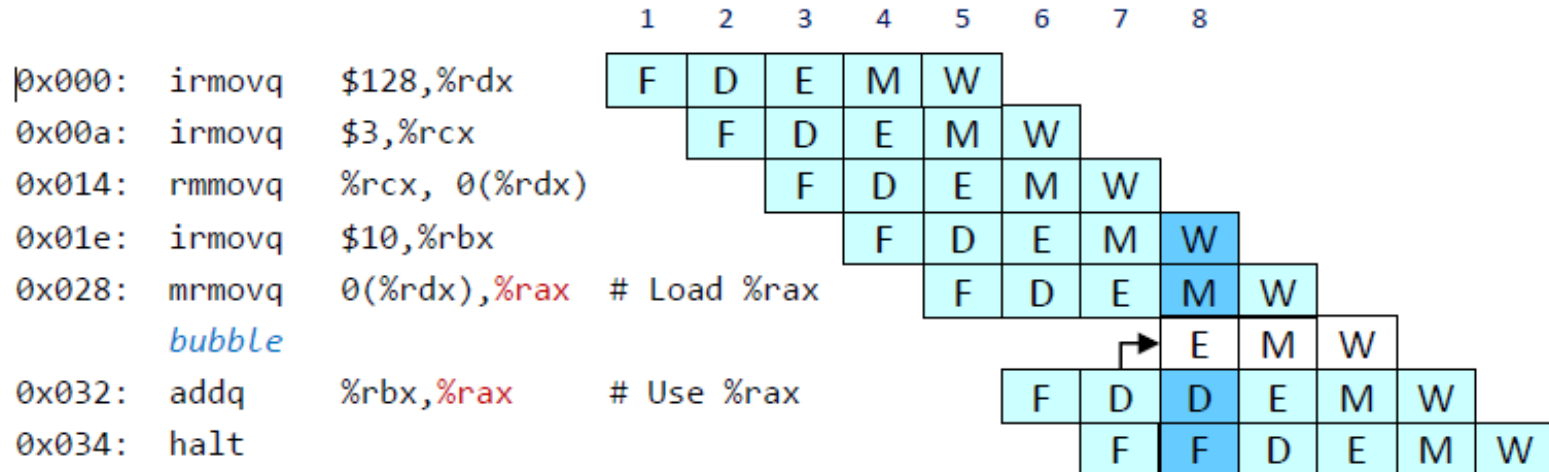 1 2 3 4 5 6 7 8
0x000: irmovq $128,%rdx F D E M W
0x00a: irmovq $3,%rcx F D E M W
0x014: rmmovq %rcx, 0(%rdx) F D E M W
0x01e: irmovq $10,%rbx F D E M W
0x028: mrmovq 0(%rdx),%rax # Load %rax F D E M W
bubble E M W
0x032: addq %rbx,%rax # Use %rax F D D E M W
0x034: halt F F D E M W